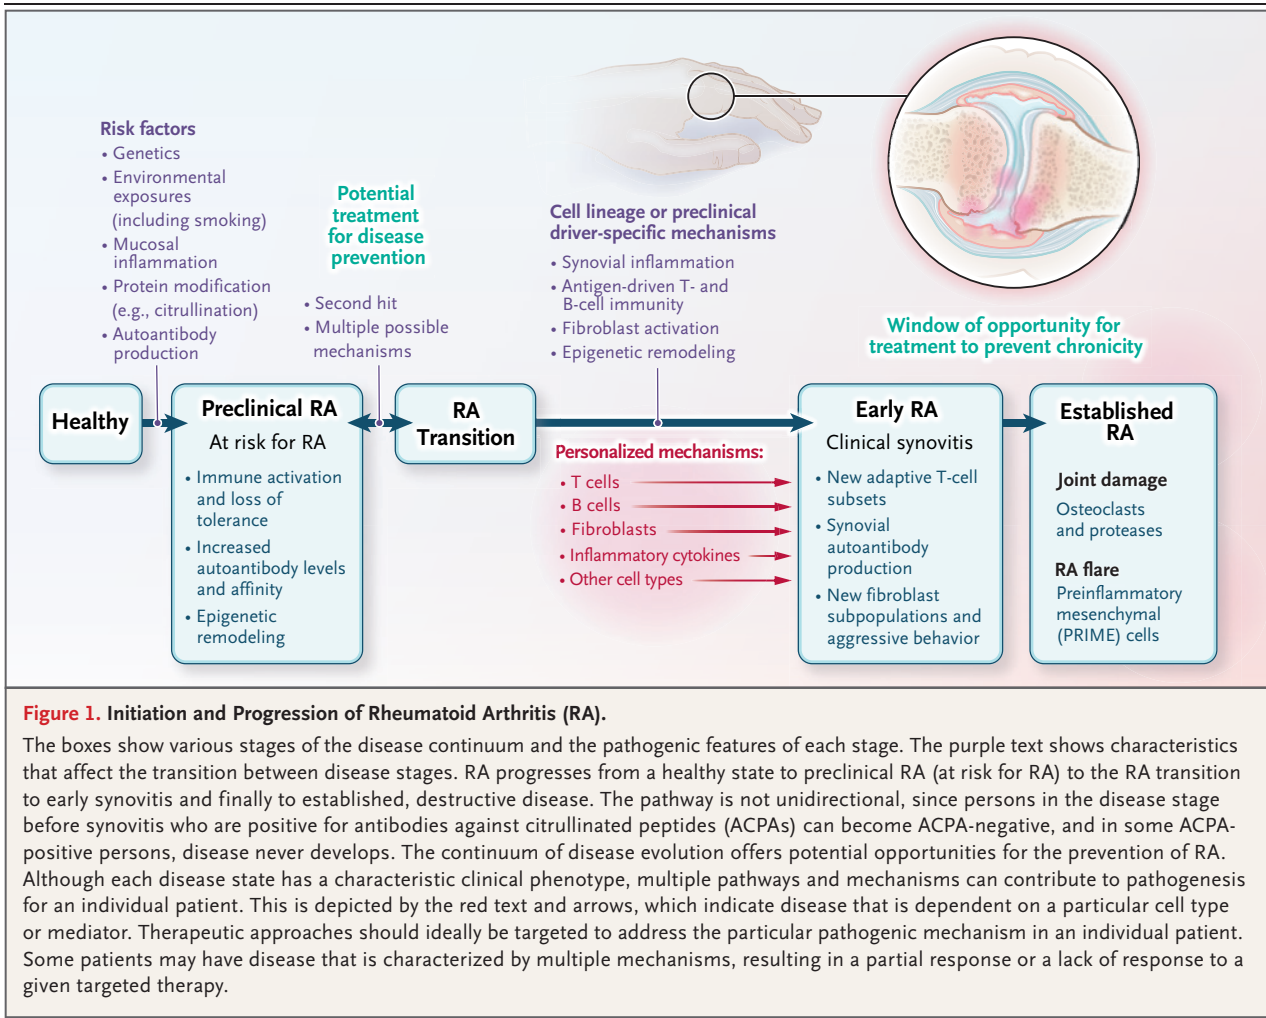 Risk factors
• Genetics
• Environmental
exposures
(including smoking)
• Mucosal
inflammation
• Protein modification
(e.g., citrullination)
• Autoantibody
production
Potential
treatment
for disease
prevention
• Second hit
• Multiple possible
mechanisms
Cell lineage or preclinical
driver-specific mechanisms
• Synovial inflammation
• Antigen-driven T- and
B-cell immunity
• Fibroblast activation
• Epigenetic remodeling
Window of opportunity for
treatment to prevent chronicity
Healthy
Preclinical RA
At risk for RA
• Immune activation
and loss of
tolerance
• Increased
autoantibody levels
and affinity
• Epigenetic
remodeling
RA
Transition
Personalized mechanisms:
• T cells
• B cells
• Fibroblasts
• Inflammatory cytokines
• Other cell types
Early RA
Clinical synovitis
• New adaptive T-cell
subsets
• Synovial
autoantibody
production
• New fibroblast
subpopulations and
aggressive behavior
Established
RA
Joint damage
Osteoclasts
and proteases
RA flare
Preinflammatory
mesenchymal
(PRIME) cells
Figure 1. Initiation and Progression of Rheumatoid Arthritis (RA).
The boxes show various stages of the disease continuum and the pathogenic features of each stage. The purple text shows characteristics
that affect the transition between disease stages. RA progresses from a healthy state to preclinical RA (at risk for RA) to the RA transition
to early synovitis and finally to established, destructive disease. The pathway is not unidirectional, since persons in the disease stage
before synovitis who are positive for antibodies against citrullinated peptides (ACPAs) can become ACPA-negative, and in some ACPA-
positive persons, disease never develops. The continuum of disease evolution offers potential opportunities for the prevention of RA.
Although each disease state has a characteristic clinical phenotype, multiple pathways and mechanisms can contribute to pathogenesis
for an individual patient. This is depicted by the red text and arrows, which indicate disease that is dependent on a particular cell type
or mediator. Therapeutic approaches should ideally be targeted to address the particular pathogenic mechanism in an individual patient.
Some patients may have disease that is characterized by multiple mechanisms, resulting in a partial response or a lack of response to a
given targeted therapy.